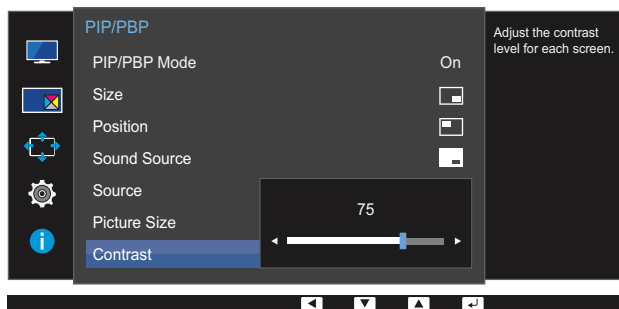 PIP/PBP
PIP/PBP Mode On
Size
Position
Sound Source
Source
Picture Size
Contrast
75
Adjust the contrast
level for each screen.